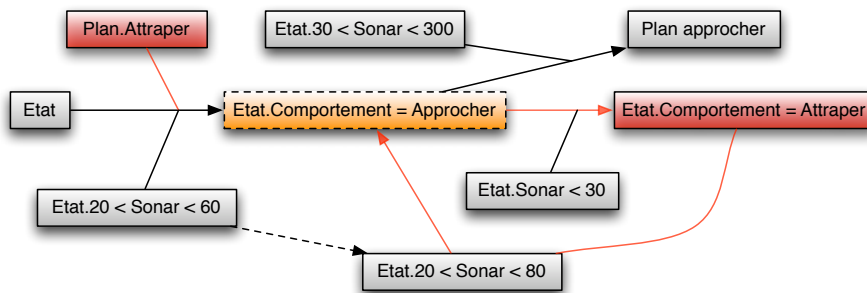 Plan.Attraper
Etat.30 < Sonar < 300
Plan approcher
Etat
Etat.Comportement = Approcher
Etat.Comportement = Attraper
Etat.Sonar < 30
Etat.20 < Sonar < 60
Etat.20 < Sonar < 80